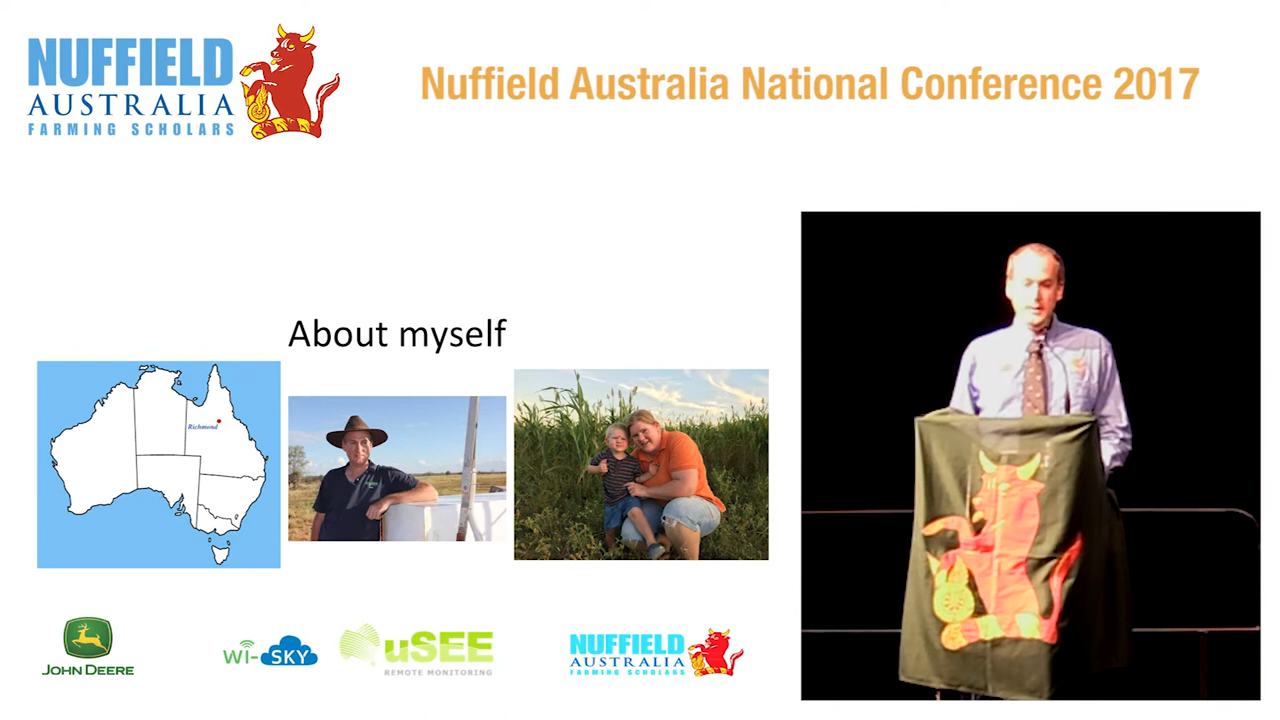 NUFFIELD
AUSTRALIA
FARMING SCHOLARS
Nuffield Australia National Conference 2017
About myself
Richmond
JOHN DEERE
WI-SKY
uSEE
REMOTE MONITORING
NUFFIELD
AUSTRALIA
FARMING SCHOLARS